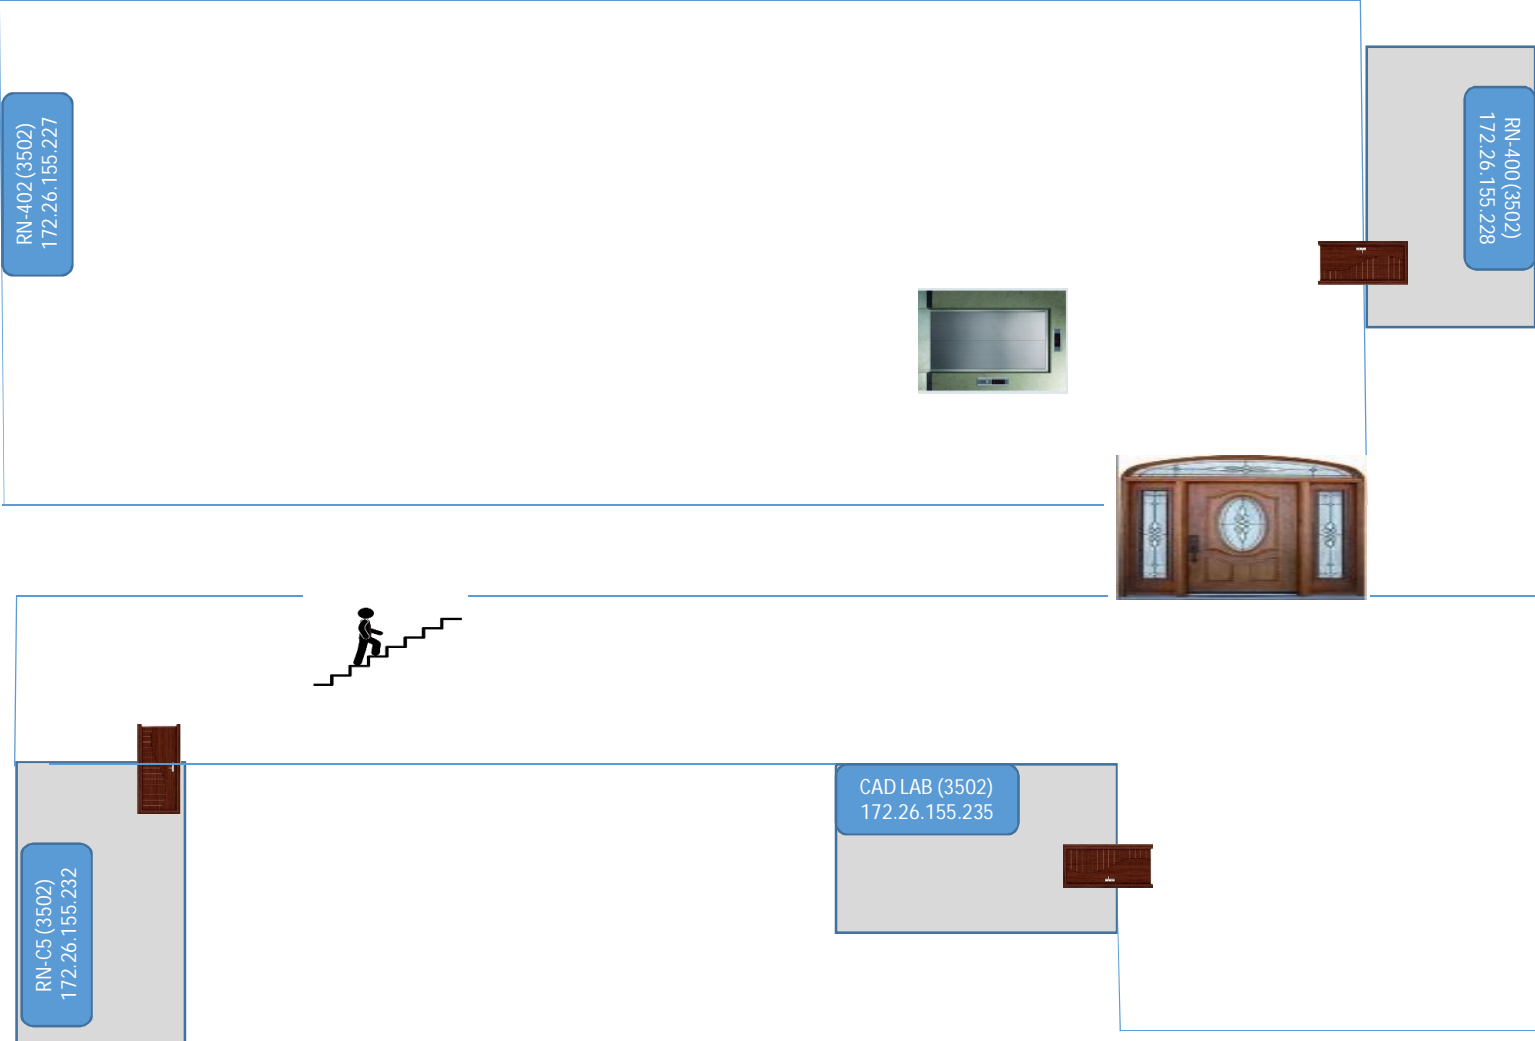 RN-402 (3502)
172.26.155.227
RN-400 (3502)
172.26.155.228
CAD LAB (3502)
172.26.155.235
RN-C5 (3502)
172.26.155.232